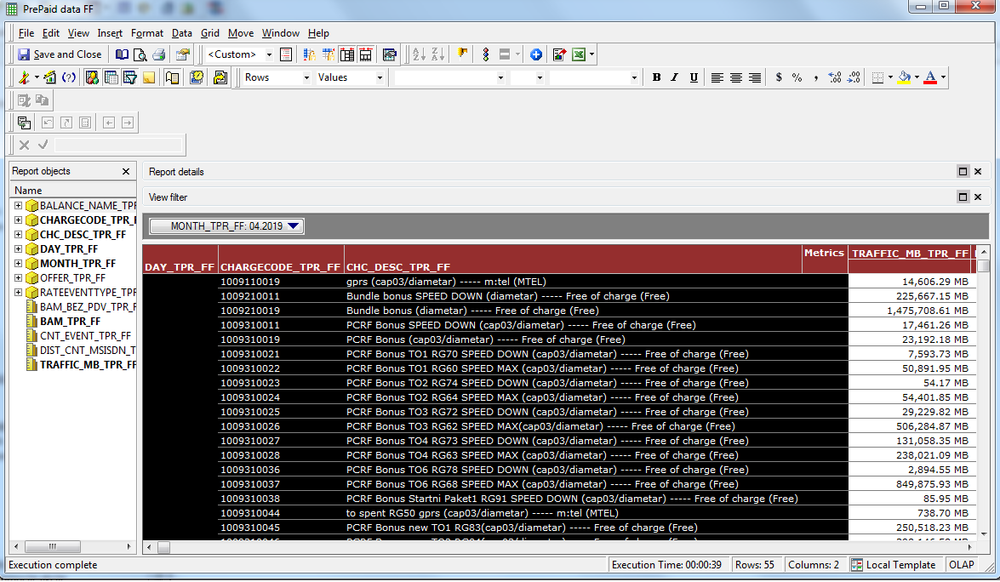 PrePaid data FF
File Edit View Insert Format Data Grid Move Window Help
Save and Close <Custom>
Rows Values B I U $ % ,
Report objects
Report details
Name
View filter
BALANCE_NAME_TPR
CHARGECODE_TPR_F
CHC_DESC_TPR_FF
DAY_TPR_FF
MONTH_TPR_FF
OFFER_TPR_FF
RATEEVENTTYPE_TPR
BAM_BEZ_PDV_TPR_F
BAM_TPR_FF
CNT_EVENT_TPR_FF
DIST_CNT_MSISDN_T
TRAFFIC_MB_TPR_FF
MONTH_TPR_FF: 04.2019
Metrics TRAFFIC_MB_TPR_FF
DAY_TPR_FF CHARGECODE_TPR_FF CHC_DESC_TPR_FF
1009110019 gprs (cap03/diametar) ----- m:tel (MTEL) 14,606.29 MB
1009210011 Bundle bonus SPEED DOWN (diametar) ----- Free of charge (Free) 225,667.15 MB
1009210019 Bundle bonus (diametar) ----- Free of charge (Free) 1,475,708.61 MB
1009310011 PCRF Bonus SPEED DOWN (cap03/diametar) ----- Free of charge (Free) 17,461.26 MB
1009310019 PCRF Bonus (cap03/diametar) ----- Free of charge (Free) 23,192.18 MB
1009310021 PCRF Bonus TO1 RG70 SPEED DOWN (cap03/diametar) ----- Free of charge (Free) 7,593.73 MB
1009310022 PCRF Bonus TO1 RG60 SPEED MAX (cap03/diametar) ----- Free of charge (Free) 50,891.95 MB
1009310023 PCRF Bonus TO2 RG74 SPEED DOWN (cap03/diametar) ----- Free of charge (Free) 54.17 MB
1009310024 PCRF Bonus TO2 RG64 SPEED MAX (cap03/diametar) ----- Free of charge (Free) 54,401.85 MB
1009310025 PCRF Bonus TO3 RG72 SPEED DOWN (cap03/diametar) ----- Free of charge (Free) 29,229.82 MB
1009310026 PCRF Bonus TO3 RG62 SPEED MAX(cap03/diametar) ----- Free of charge (Free) 506,284.87 MB
1009310027 PCRF Bonus TO4 RG73 SPEED DOWN (cap03/diametar) ----- Free of charge (Free) 131,058.35 MB
1009310028 PCRF Bonus TO4 RG63 SPEED MAX (cap03/diametar) ----- Free of charge (Free) 238,021.09 MB
1009310036 PCRF Bonus TO6 RG78 SPEED DOWN (cap03/diametar) ----- Free of charge (Free) 2,894.55 MB
1009310037 PCRF Bonus TO6 RG68 SPEED MAX (cap03/diametar) ----- Free of charge (Free) 849,875.93 MB
1009310038 PCRF Bonus Startni Paket1 RG91 SPEED DOWN (cap03/diametar) ----- Free of charge (Free) 85.95 MB
1009310044 to spent RG50 gprs (cap03/diametar) ----- m:tel (MTEL) 738.70 MB
1009310045 PCRF Bonus new TO1 RG83(cap03/diametar) ----- Free of charge (Free) 250,518.23 MB
Execution complete Execution Time: 00:00:39 Rows: 55 Columns: 2 Local Template OLAP